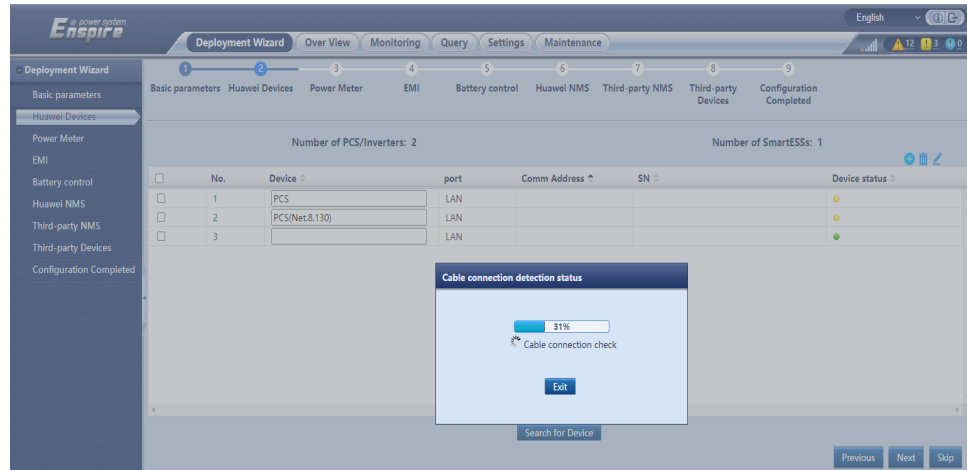 Enspire
e power system
English
Deployment Wizard
Over View
Monitoring
Query
Settings
Maintenance
12
3
0
Deployment Wizard
Basic parameters
Huawei Devices
Power Meter
EMI
Battery control
Huawei NMS
Third-party NMS
Third-party Devices
Configuration Completed
1 2 3 4 5 6 7 8 9
Basic parameters Huawei Devices Power Meter EMI Battery control Huawei NMS Third-party NMS Third-party Devices Configuration Completed
Number of PCS/Inverters: 2
Number of SmartESSs: 1
No. Device port Comm Address SN Device status
1 PCS LAN
2 PCS(Net.8.130) LAN
3 LAN
Cable connection detection status
31%
Cable connection check
Exit
Search for Device
Previous Next Skip